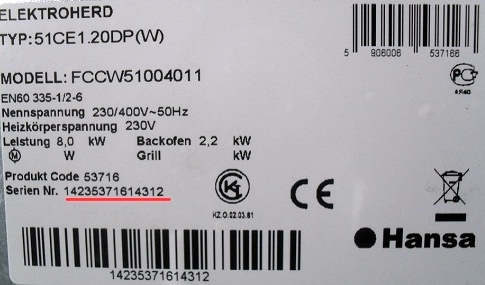 ELEKTROHERD
TYP: 51CE1.20DP(W)
5 906006 537166
MODELL: FCCW51004011
EN60 335-1/2-6
Nennspannung 230/400V~50Hz
Heizkörperspannung 230V
Leistung 8,0 kW Backofen 2,2 kW
M W Grill kW
Produkt Code 53716
Serien Nr. 14235371614312
KZ.O.02.03.81
CE
Hansa
14235371614312